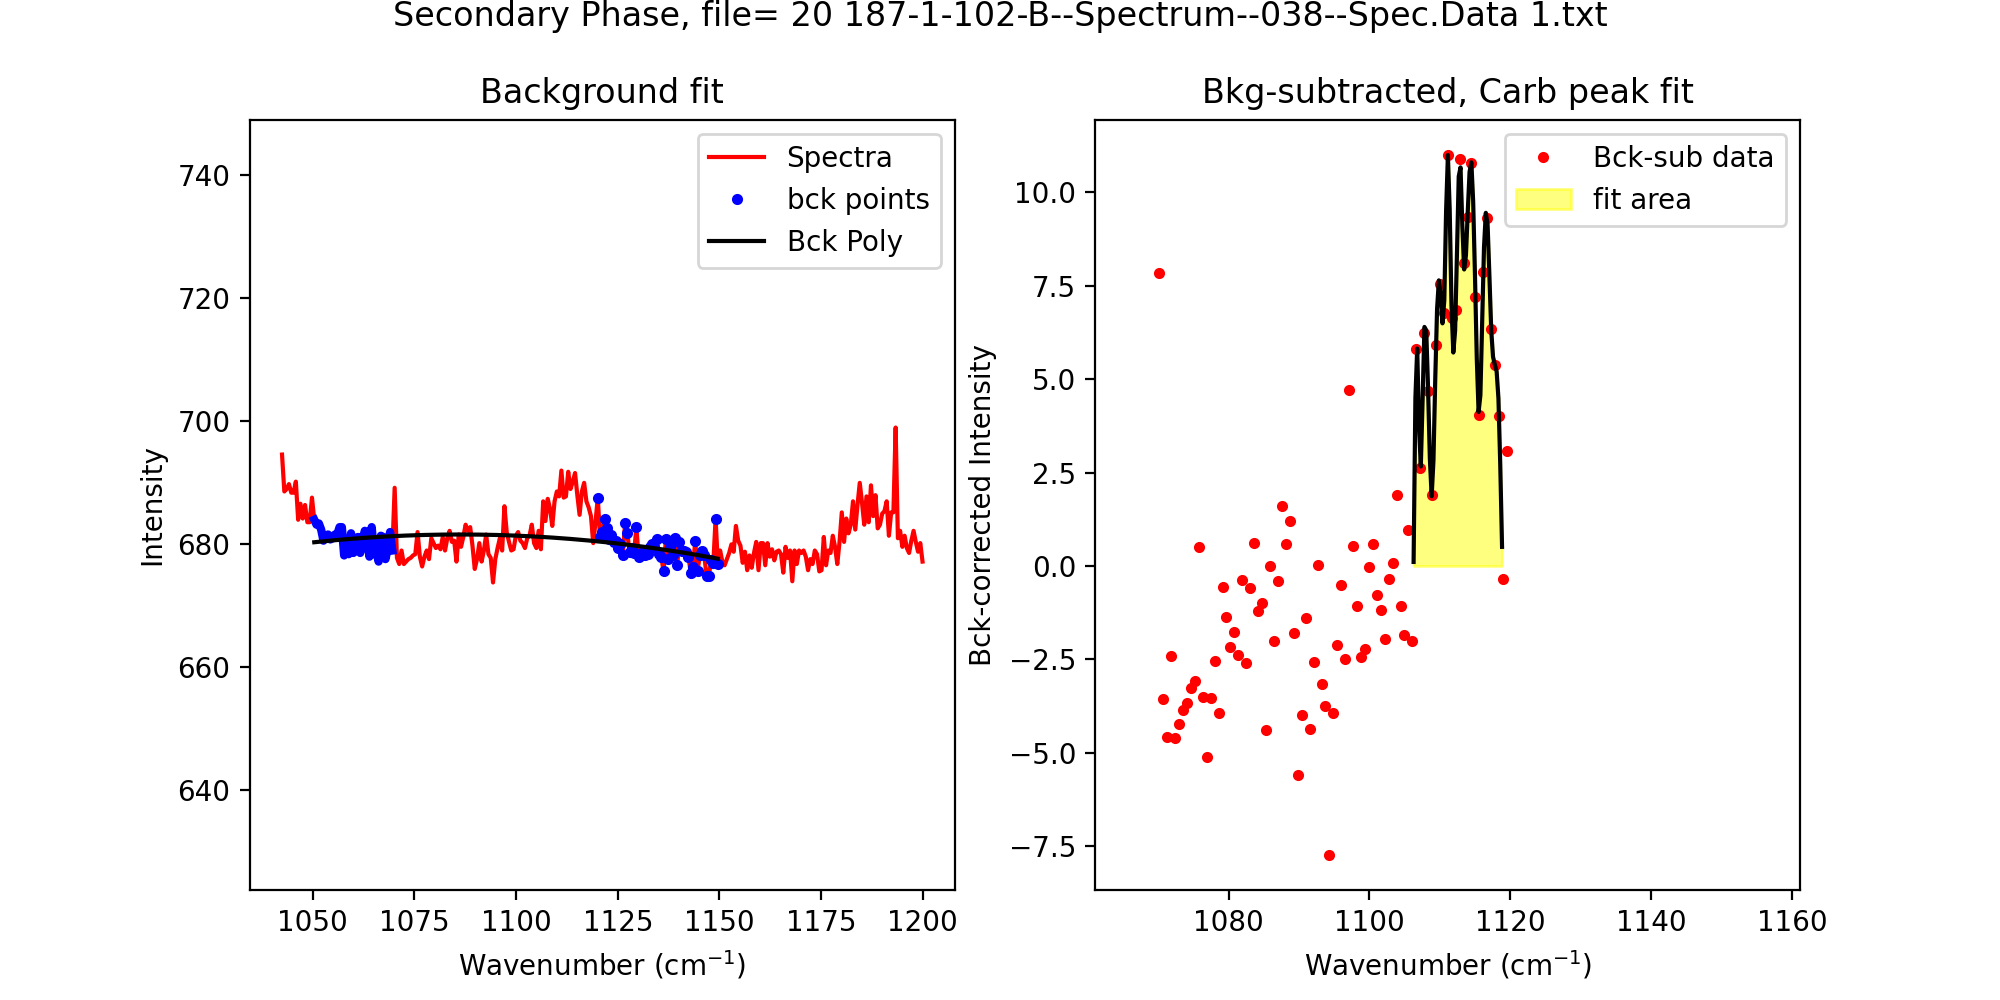 Secondary Phase, file= 20 187-1-102-B--Spectrum--038--Spec.Data 1.txt
Background fit
Spectra
bck points
Bck Poly
740
720
700
680
660
640
Intensity
1050 1075 1100 1125 1150 1175 1200
Wavenumber (cm⁻¹)
Bkg-subtracted, Carb peak fit
Bck-sub data
fit area
10.0
7.5
5.0
2.5
0.0
−2.5
−5.0
−7.5
Bck-corrected Intensity
1080 1100 1120 1140 1160
Wavenumber (cm⁻¹)